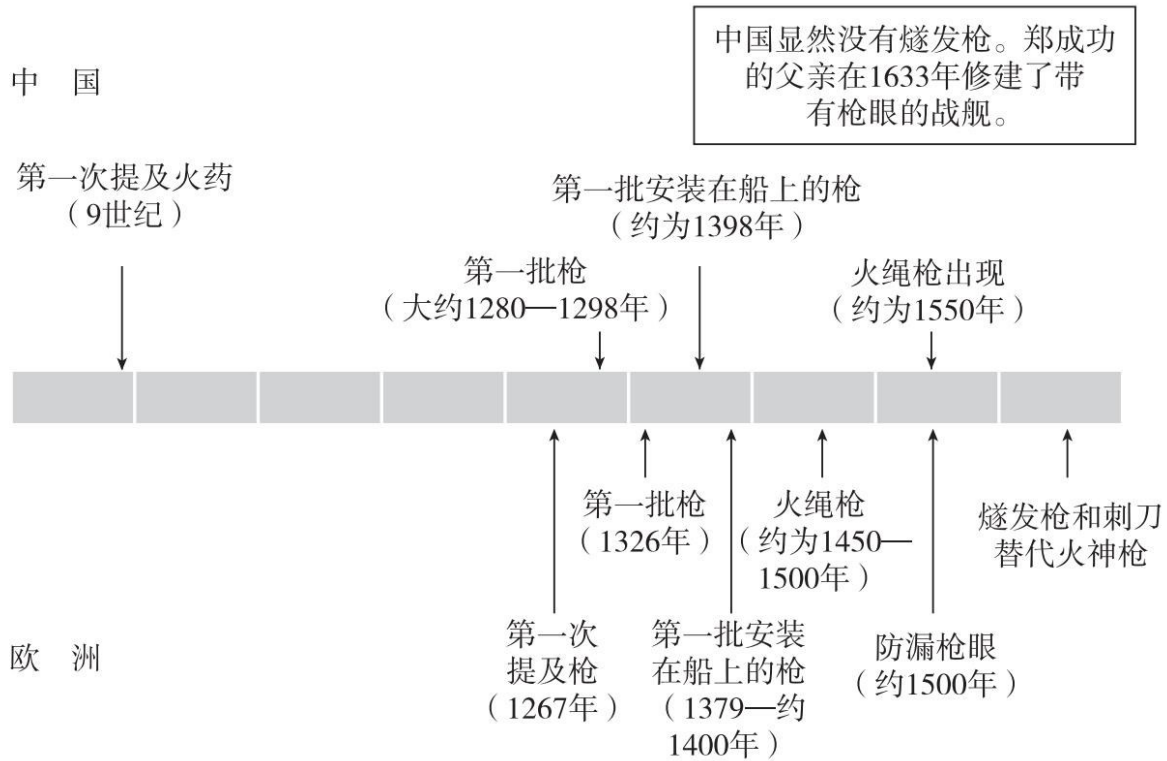 中国显然没有燧发枪。郑成功
的父亲在1633年修建了带
有枪眼的战舰。
中 国
第一次提及火药
（9世纪）
第一批安装在船上的枪
（约为1398年）
第一批枪
（大约1280—1298年）
火绳枪出现
（约为1550年）
第一批枪
（1326年）
火绳枪
（约为1450—
1500年）
燧发枪和刺刀
替代火神枪
欧 洲
第一次
提及枪
（1267年）
第一批安装
在船上的枪
（1379—约
1400年）
防漏枪眼
（约1500年）